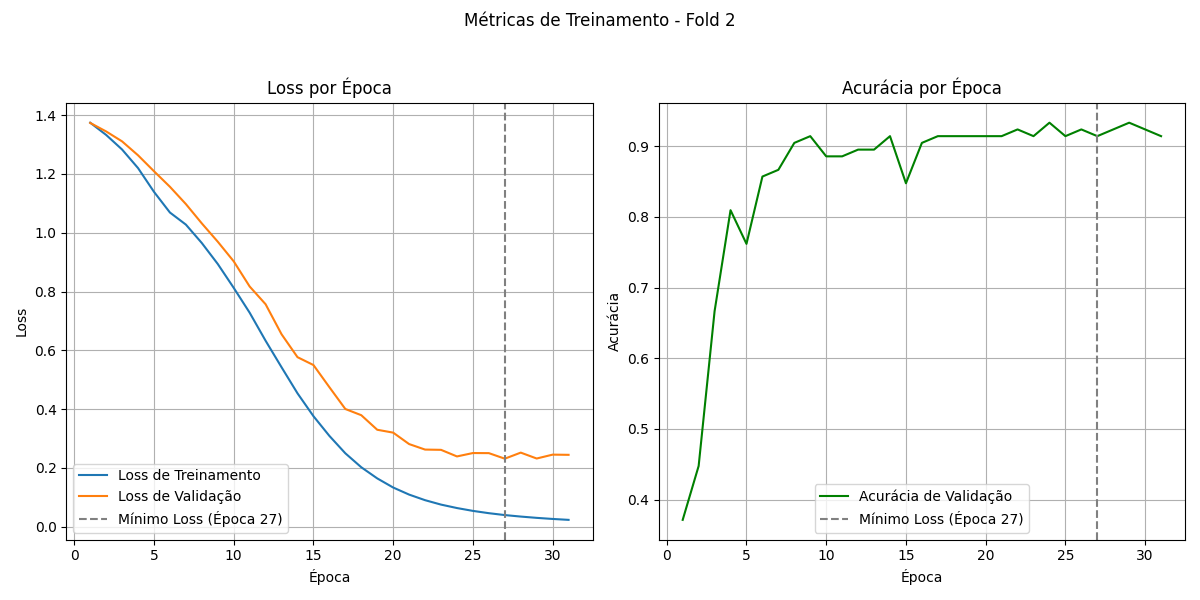 Métricas de Treinamento - Fold 2
Loss por Época
1.4
1.2
1.0
0.8
0.6
0.4
0.2
0.0
Loss
0 5 10 15 20 25 30
Época
Loss de Treinamento
Loss de Validação
Mínimo Loss (Época 27)
Acurácia por Época
0.9
0.8
0.7
0.6
0.5
0.4
Acurácia
0 5 10 15 20 25 30
Época
Acurácia de Validação
Mínimo Loss (Época 27)